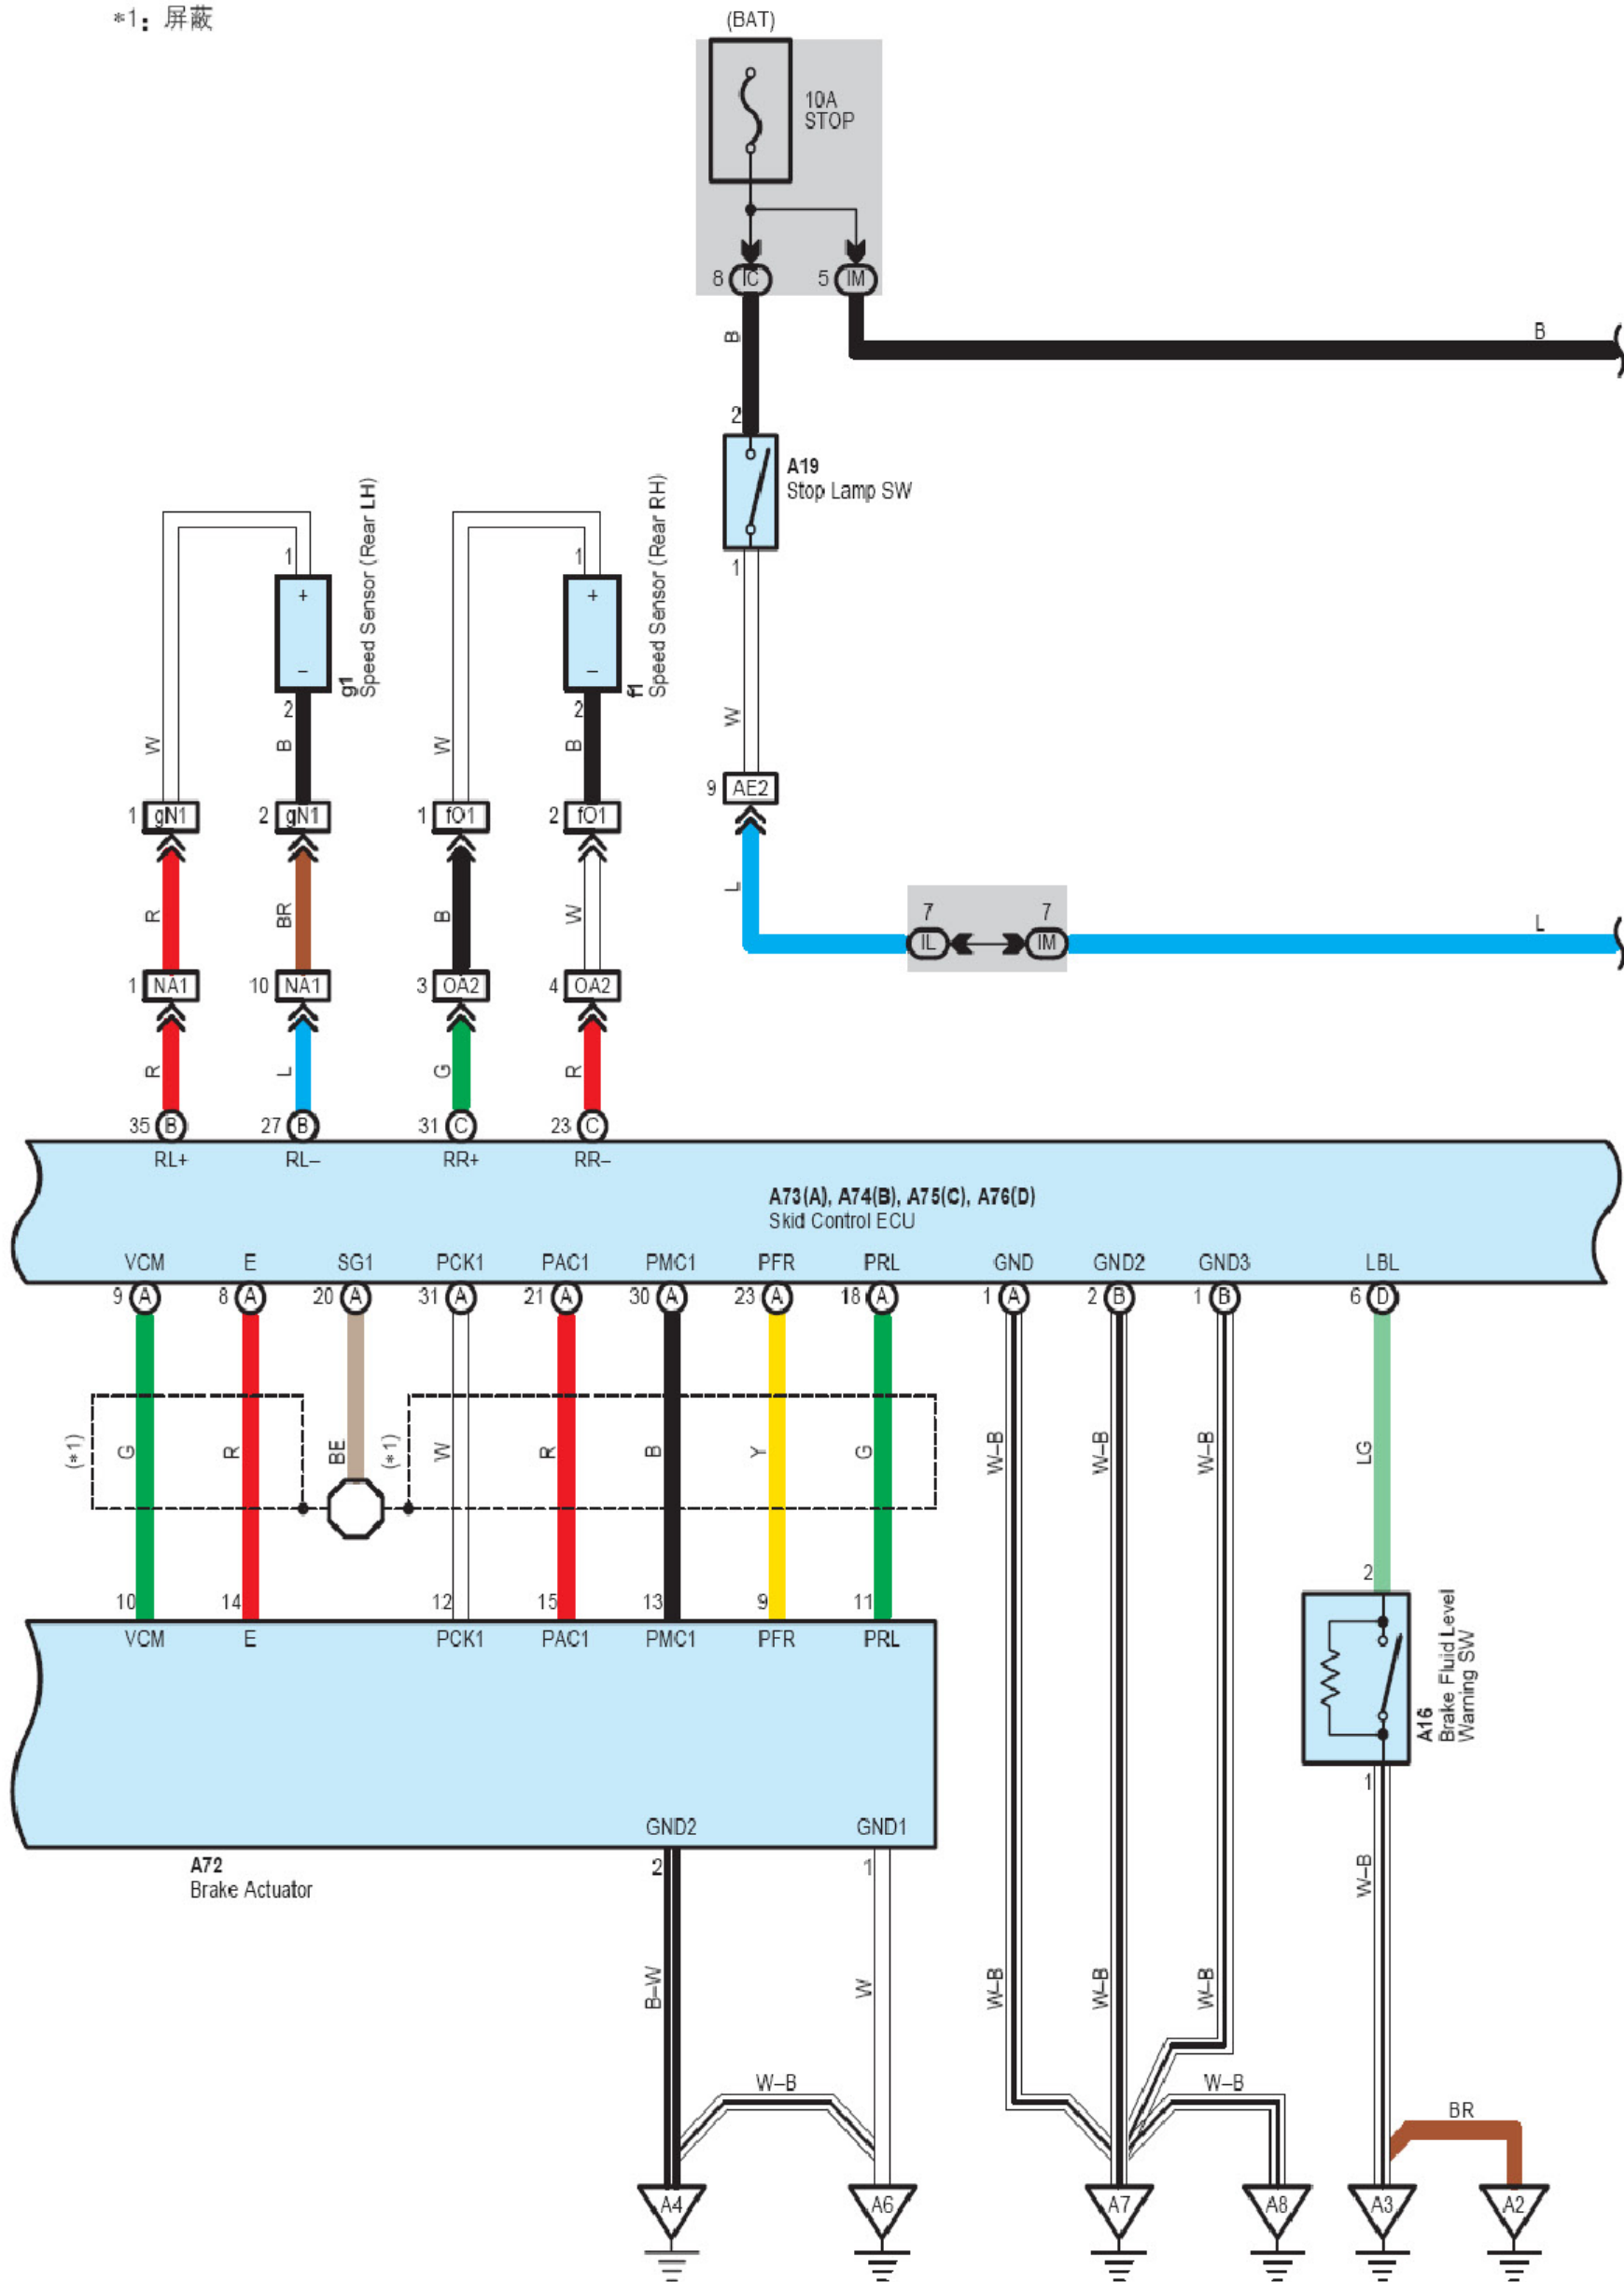 *1: 屏蔽
(BAT)
10A
STOP
8 IC
5 IM
B
B
2
A19
Stop Lamp SW
1
g1
Speed Sensor (Rear LH)
f1
Speed Sensor (Rear RH)
1
1
+
+
–
–
2
2
W
B
W
B
W
1 gN1
2 gN1
1 fO1
2 fO1
9 AE2
R
BR
B
W
L
7
7
IL
IM
L
1 NA1
10 NA1
3 OA2
4 OA2
R
L
G
R
35 B
27 B
31 C
23 C
RL+
RL–
RR+
RR–
A73(A), A74(B), A75(C), A76(D)
Skid Control ECU
VCM
E
SG1
PCK1
PAC1
PMC1
PFR
PRL
GND
GND2
GND3
LBL
9 A
8 A
20 A
31 A
21 A
30 A
23 A
18 A
1 A
2 B
1 B
6 D
(*1)
G
R
BE
(*1)
W
R
B
Y
G
W–B
W–B
W–B
LG
10
14
12
15
13
9
11
2
VCM
E
PCK1
PAC1
PMC1
PFR
PRL
A16
Brake Fluid Level
Warning SW
1
GND2
GND1
A72
Brake Actuator
2
1
W–B
B–W
W
W–B
W–B
W–B
W–B
W–B
BR
A4
A6
A7
A8
A3
A2